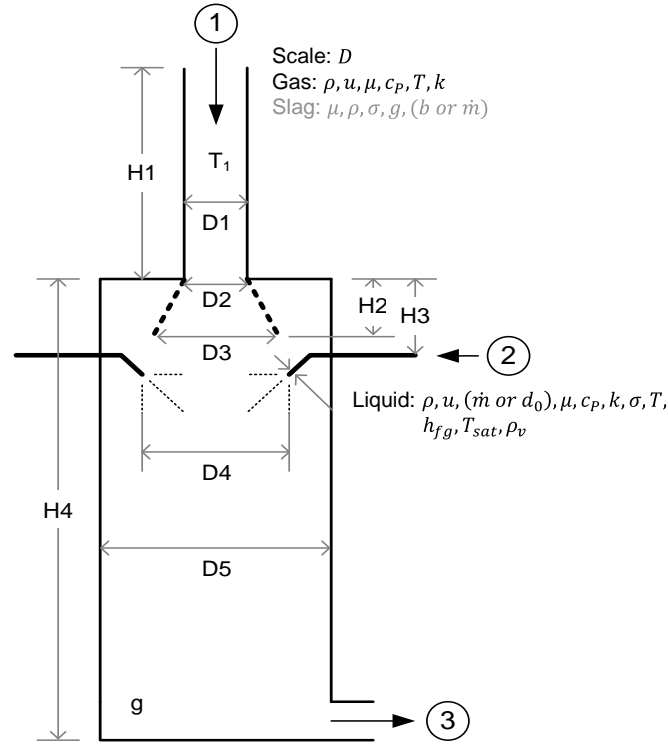 1
Scale: D
Gas: ρ, u, μ, c_P, T, k
Slag: μ, ρ, σ, g, (b or ṁ)
H1
T₁
D1
D2
H2
H3
D3
2
Liquid: ρ, u, (ṁ or d₀), μ, c_P, k, σ, T,
h_fg, T_sat, ρ_v
D4
H4
D5
g
3